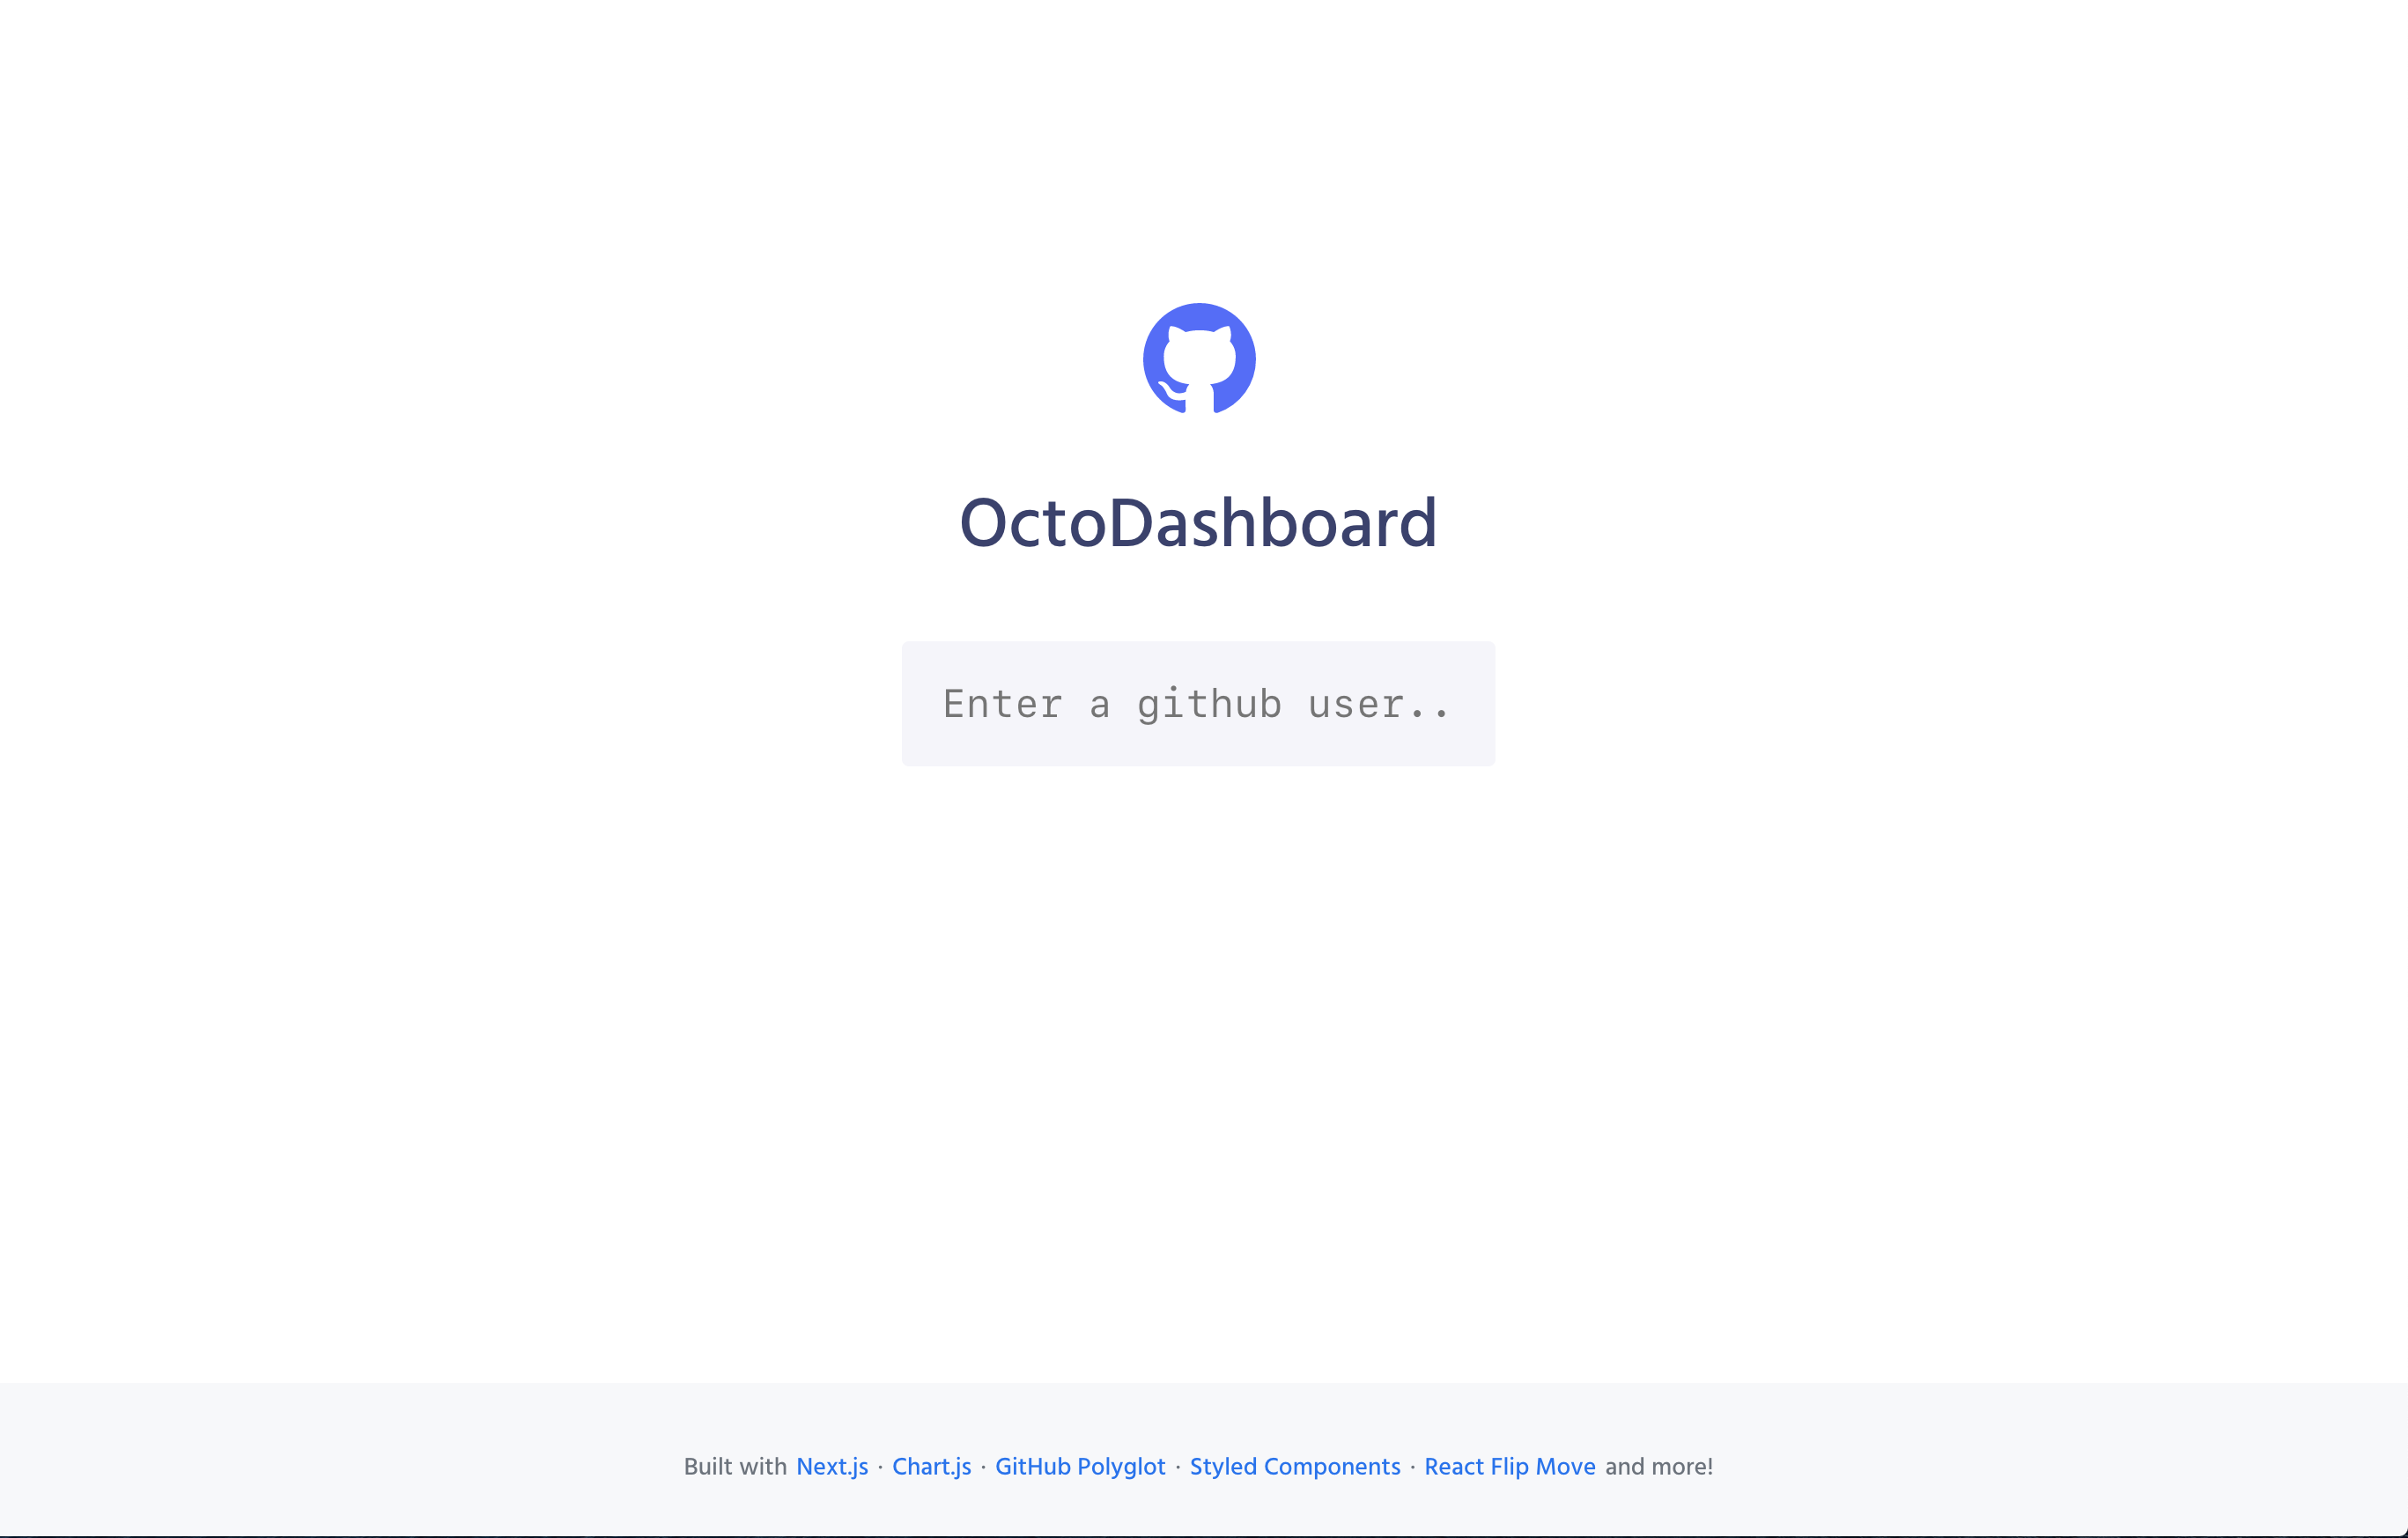 OctoDashboard
Enter a github user..
Built with Next.js · Chart.js · GitHub Polyglot · Styled Components · React Flip Move and more!